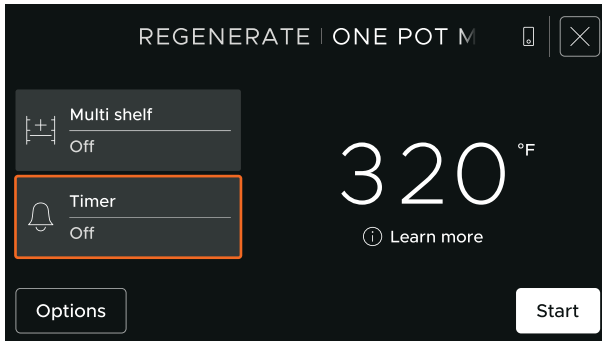 REGENERATE | ONE POT M
Multi shelf
Off
320 °F
Timer
Off
Learn more
Options
Start